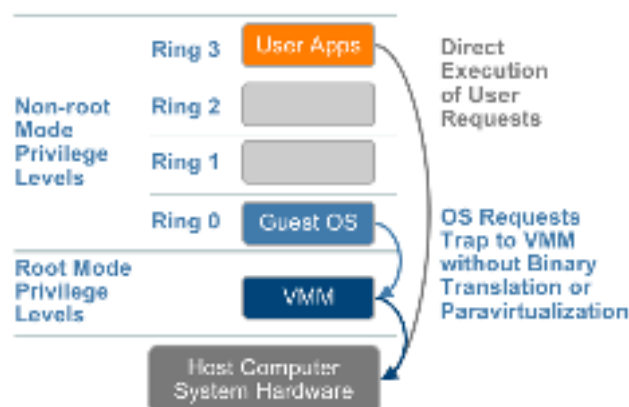 Ring 3
User Apps
Direct
Execution
of User
Requests
Non-root
Mode
Privilege
Levels
Ring 2
Ring 1
Ring 0
Guest OS
OS Requests
Trap to VMM
without Binary
Translation or
Paravirtualization
Root Mode
Privilege
Levels
VMM
Host Computer
System Hardware